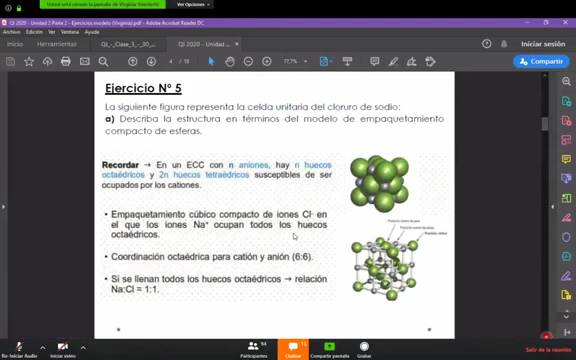 Usted está viendo la pantalla de Virginia Vaschetti
Ver Opciones
QI 2020 - Unidad 2 Parte 2 - Ejercicios modelo (Virginia).pdf - Adobe Acrobat Reader DC
Archivo Edición Ver Ventana Ayuda
Inicio Herramientas QI_-_Clase_3_-_30_... QI 2020 - Unidad ...
Iniciar sesión
4 / 18 77,7% Compartir
Ejercicio Nº 5
La siguiente figura representa la celda unitaria del cloruro de sodio:
a) Describa la estructura en términos del modelo de empaquetamiento
compacto de esferas.
Recordar → En un ECC con n aniones, hay n huecos
octaédricos y 2n huecos tetraédricos susceptibles de ser
ocupados por los cationes.
• Empaquetamiento cúbico compacto de iones Cl⁻ en
el que los iones Na⁺ ocupan todos los huecos
octaédricos.
• Coordinación octaédrica para catión y anión (6:6).
• Si se llenan todos los huecos octaédricos → relación
Na:Cl = 1:1.
Re-Iniciar Audio
Iniciar video
94
Participantes
Chatear
Compartir pantalla
Grabar
Salir de la reunión